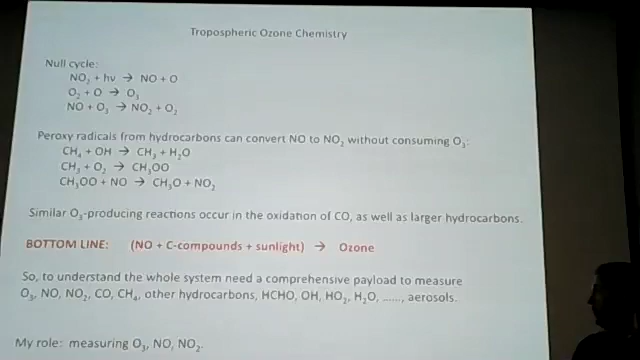 Tropospheric Ozone Chemistry
Null cycle:
NO₂ + hν → NO + O
O₂ + O → O₃
NO + O₃ → NO₂ + O₂
Peroxy radicals from hydrocarbons can convert NO to NO₂ without consuming O₃:
CH₄ + OH → CH₃ + H₂O
CH₃ + O₂ → CH₃OO
CH₃OO + NO → CH₃O + NO₂
Similar O₃-producing reactions occur in the oxidation of CO, as well as larger hydrocarbons.
BOTTOM LINE: (NO + C-compounds + sunlight) → Ozone
So, to understand the whole system need a comprehensive payload to measure
O₃, NO, NO₂, CO, CH₄, other hydrocarbons, HCHO, OH, HO₂, H₂O, ......, aerosols.
My role: measuring O₃, NO, NO₂.